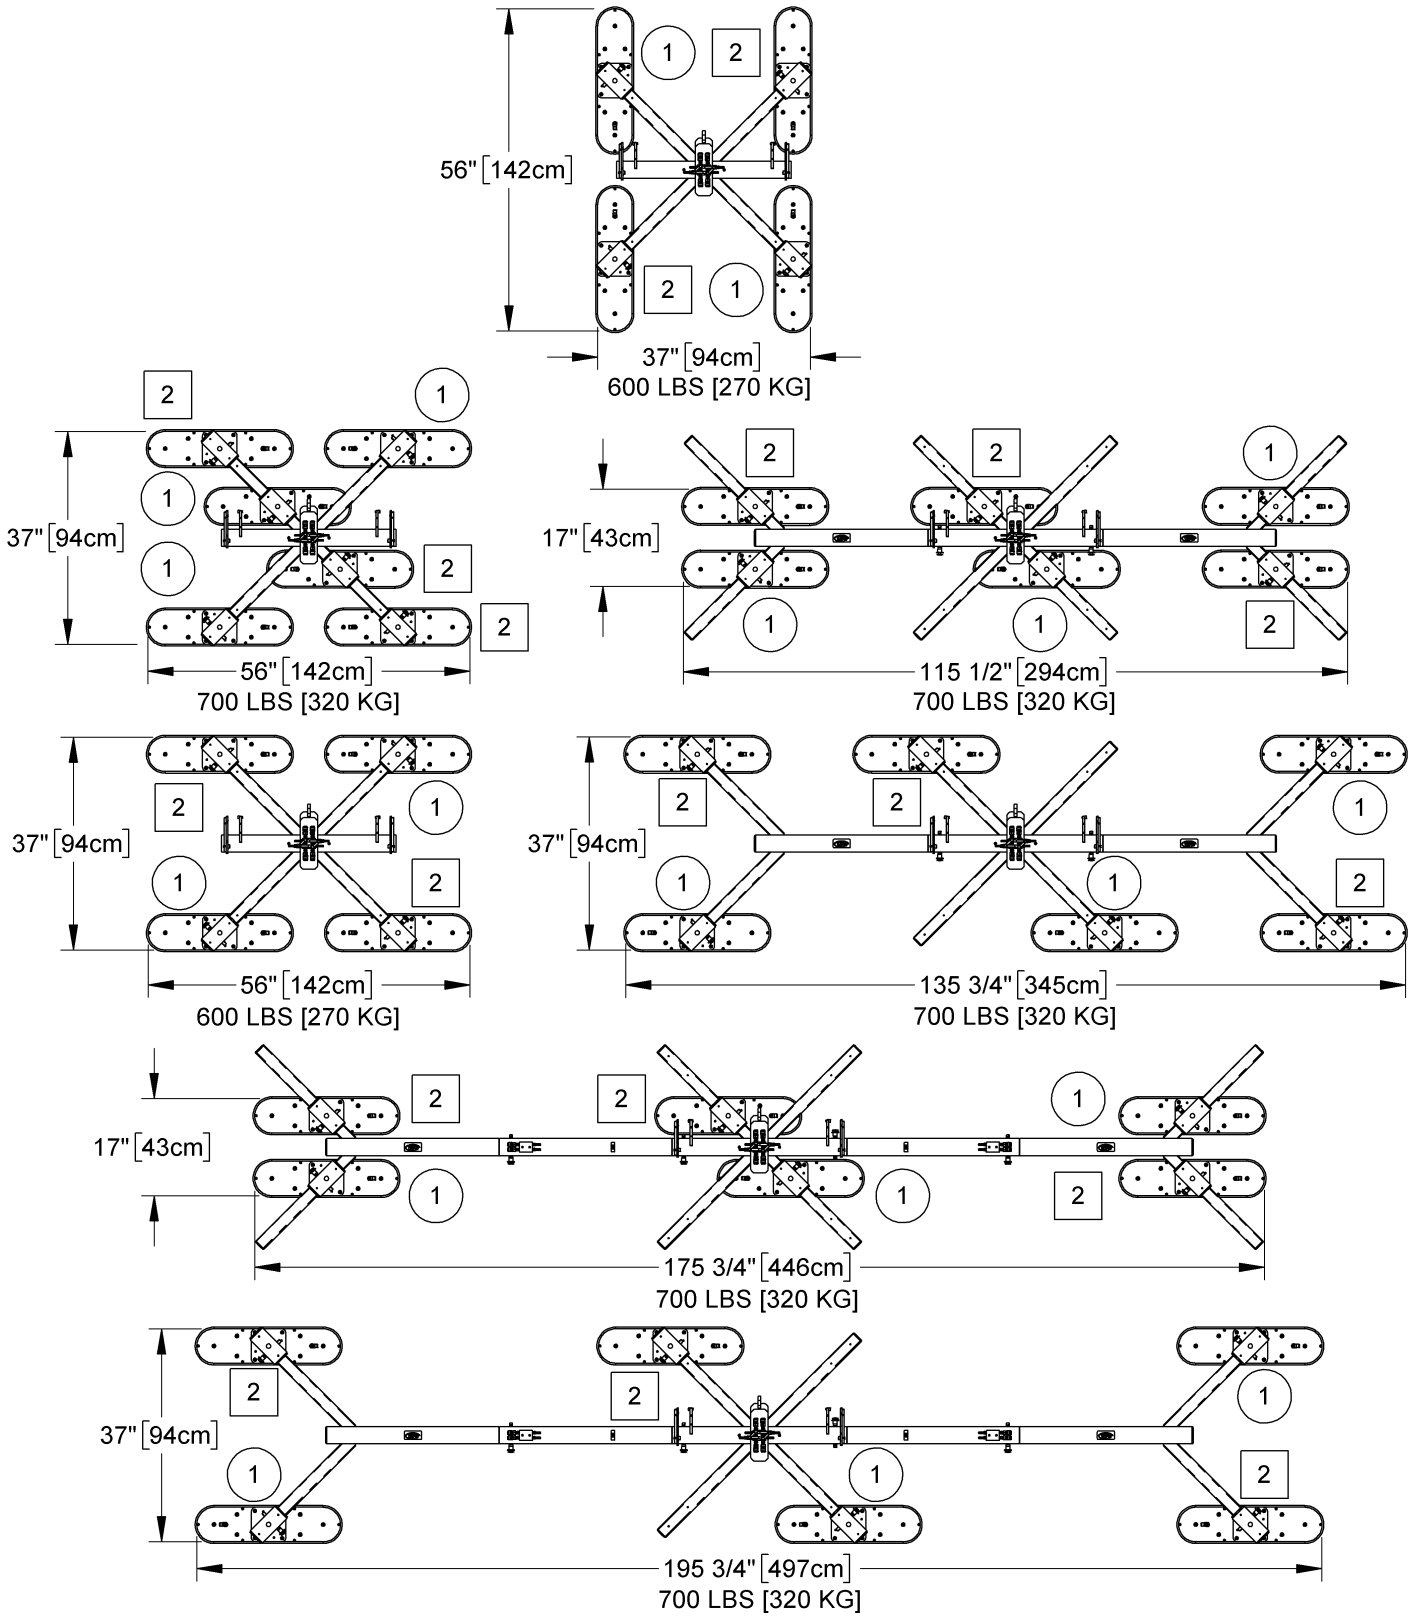 1
2
56" [142cm]
2
1
37" [94cm]
600 LBS [270 KG]
2
1
1
37" [94cm]
1
2
2
56" [142cm]
700 LBS [320 KG]
2
2
1
17" [43cm]
1
1
2
115 1/2" [294cm]
700 LBS [320 KG]
2
1
37" [94cm]
1
2
56" [142cm]
600 LBS [270 KG]
2
2
1
37" [94cm]
1
1
2
135 3/4" [345cm]
700 LBS [320 KG]
2
2
1
17" [43cm]
1
1
2
175 3/4" [446cm]
700 LBS [320 KG]
2
2
1
37" [94cm]
1
1
2
195 3/4" [497cm]
700 LBS [320 KG]